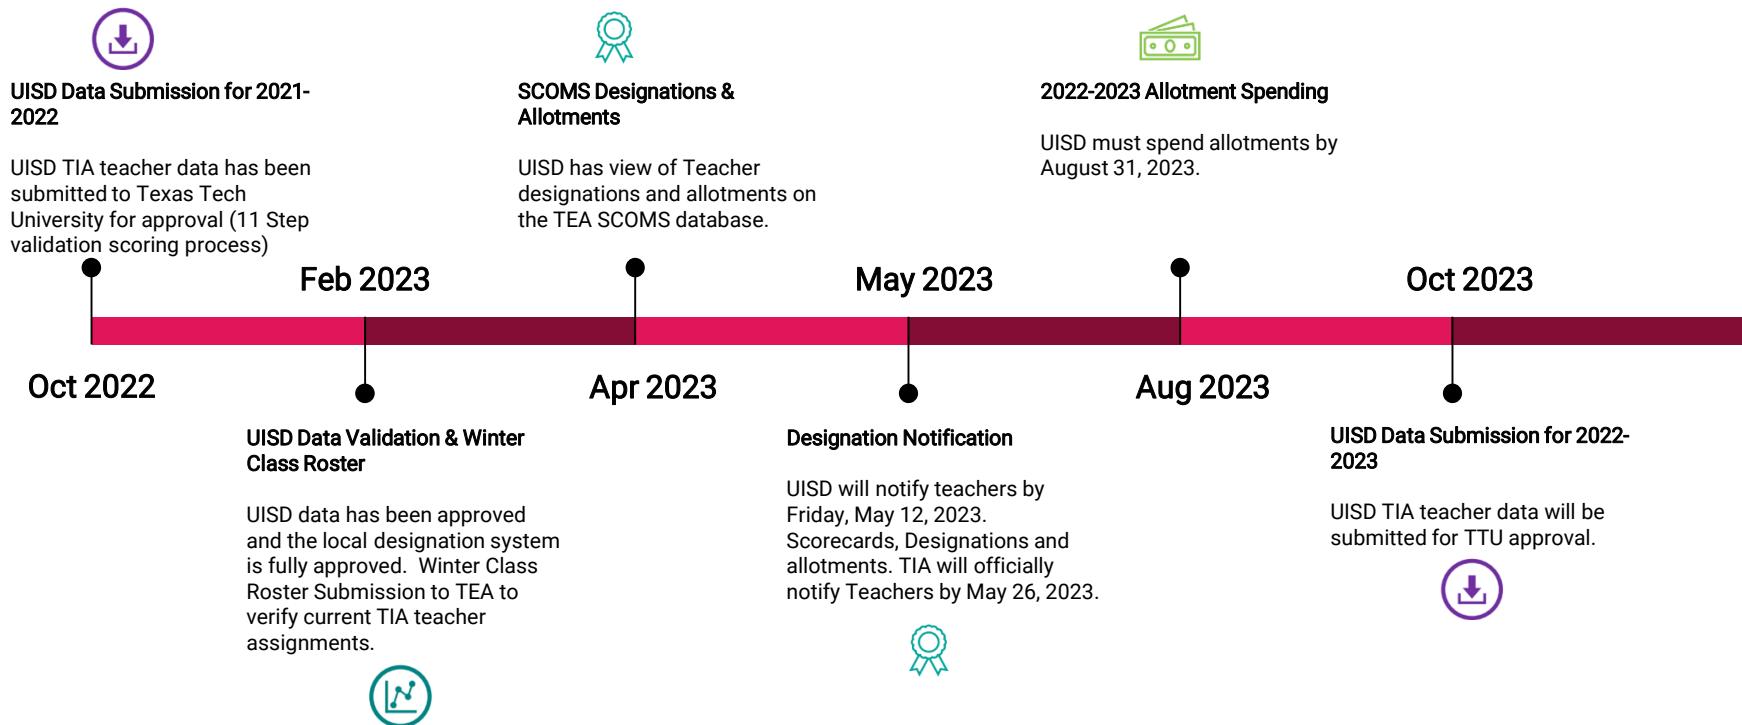 UISD Data Submission for 2021-
2022
UISD TIA teacher data has been
submitted to Texas Tech
University for approval (11 Step
validation scoring process)
SCOMS Designations &
Allotments
UISD has view of Teacher
designations and allotments on
the TEA SCOMS database.
2022-2023 Allotment Spending
UISD must spend allotments by
August 31, 2023.
Feb 2023
May 2023
Oct 2023
Oct 2022
Apr 2023
Aug 2023
UISD Data Validation & Winter
Class Roster
UISD data has been approved
and the local designation system
is fully approved.  Winter Class
Roster Submission to TEA to
verify current TIA teacher
assignments.
Designation Notification
UISD will notify teachers by
Friday, May 12, 2023.
Scorecards, Designations and
allotments. TIA will officially
notify Teachers by May 26, 2023.
UISD Data Submission for 2022-
2023
UISD TIA teacher data will be
submitted for TTU approval.